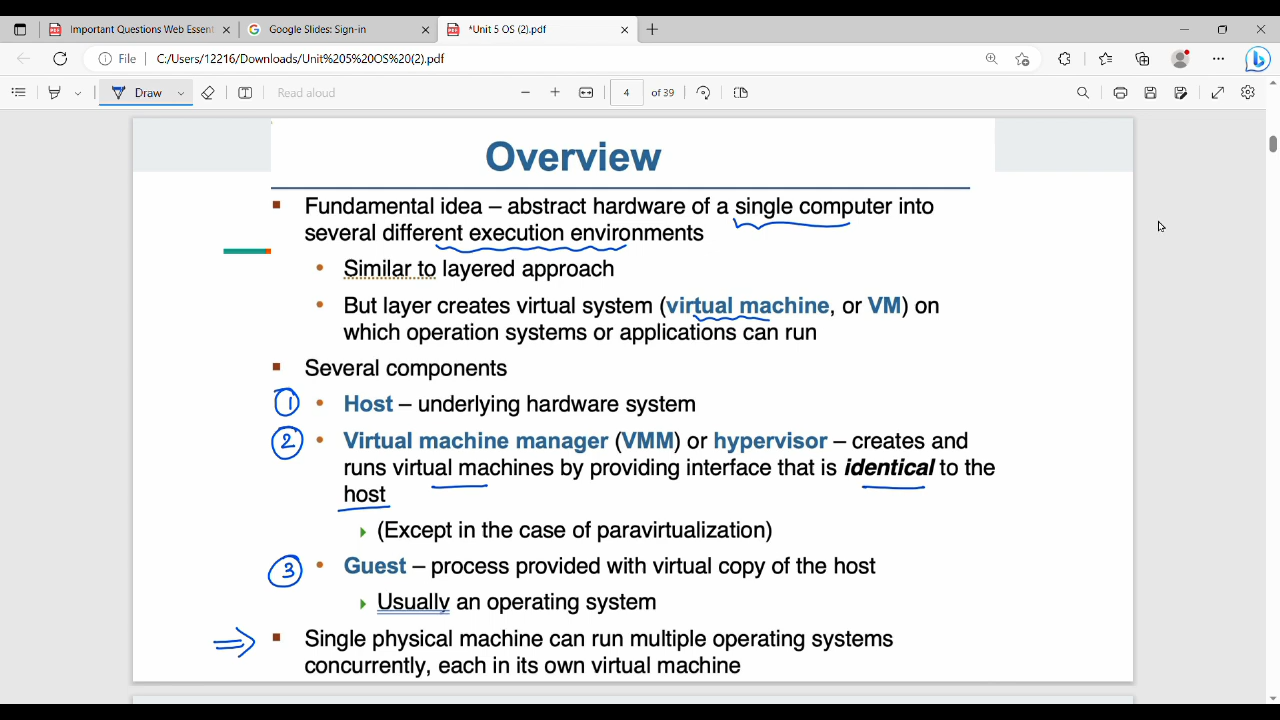 Important Questions Web Essent
Google Slides: Sign-in
*Unit 5 OS (2).pdf
File
C:/Users/12216/Downloads/Unit%205%20OS%20(2).pdf
Draw
Read aloud
4 of 39
Overview
Fundamental idea – abstract hardware of a single computer into
several different execution environments
Similar to layered approach
But layer creates virtual system (virtual machine, or VM) on
which operation systems or applications can run
Several components
1 Host – underlying hardware system
2 Virtual machine manager (VMM) or hypervisor – creates and
runs virtual machines by providing interface that is identical to the
host
(Except in the case of paravirtualization)
3 Guest – process provided with virtual copy of the host
Usually an operating system
Single physical machine can run multiple operating systems
concurrently, each in its own virtual machine